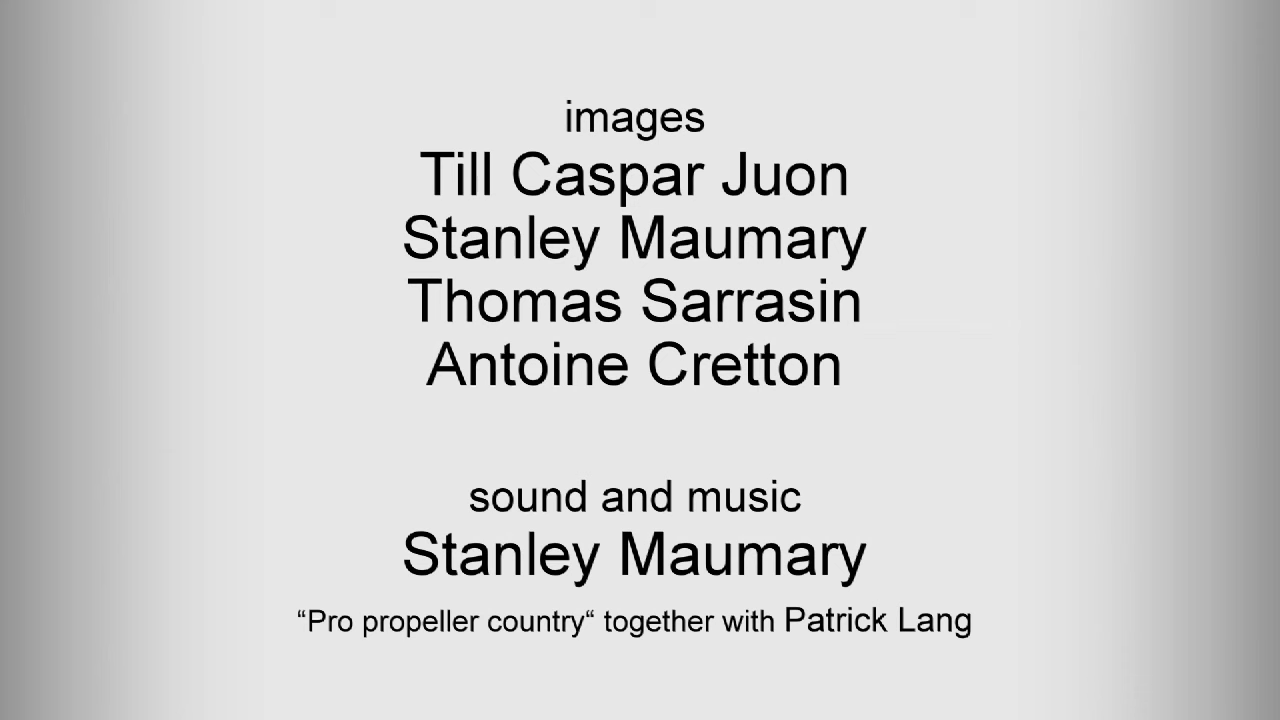 images
Till Caspar Juon
Stanley Maumary
Thomas Sarrasin
Antoine Cretton
sound and music
Stanley Maumary
“Pro propeller country“ together with Patrick Lang